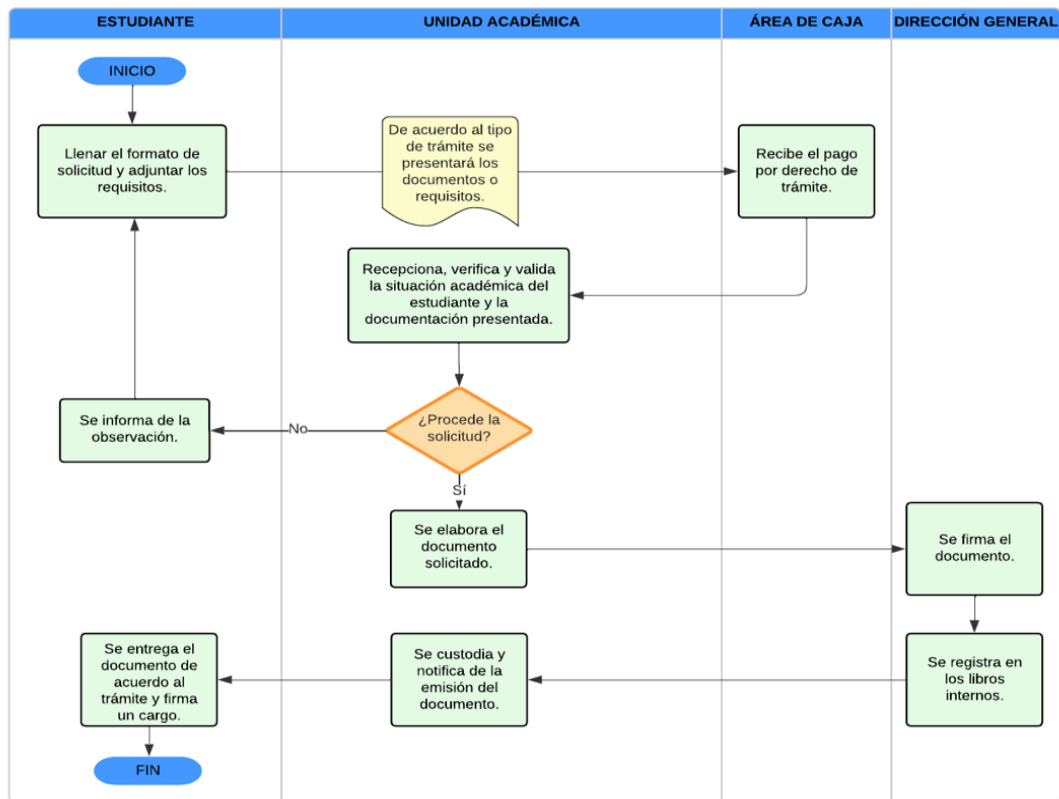 ESTUDIANTE
UNIDAD ACADÉMICA
ÁREA DE CAJA
DIRECCIÓN GENERAL
INICIO
Llenar el formato de
solicitud y adjuntar los
requisitos.
De acuerdo al tipo
de trámite se
presentará los
documentos o
requisitos.
Recibe el pago
por derecho de
trámite.
Recepciona, verifica y valida
la situación académica del
estudiante y la
documentación presentada.
¿Procede la
solicitud?
No
Se informa de la
observación.
Sí
Se elabora el
documento
solicitado.
Se firma el
documento.
Se registra en
los libros
internos.
Se custodia y
notifica de la
emisión del
documento.
Se entrega el
documento de
acuerdo al
trámite y firma
un cargo.
FIN